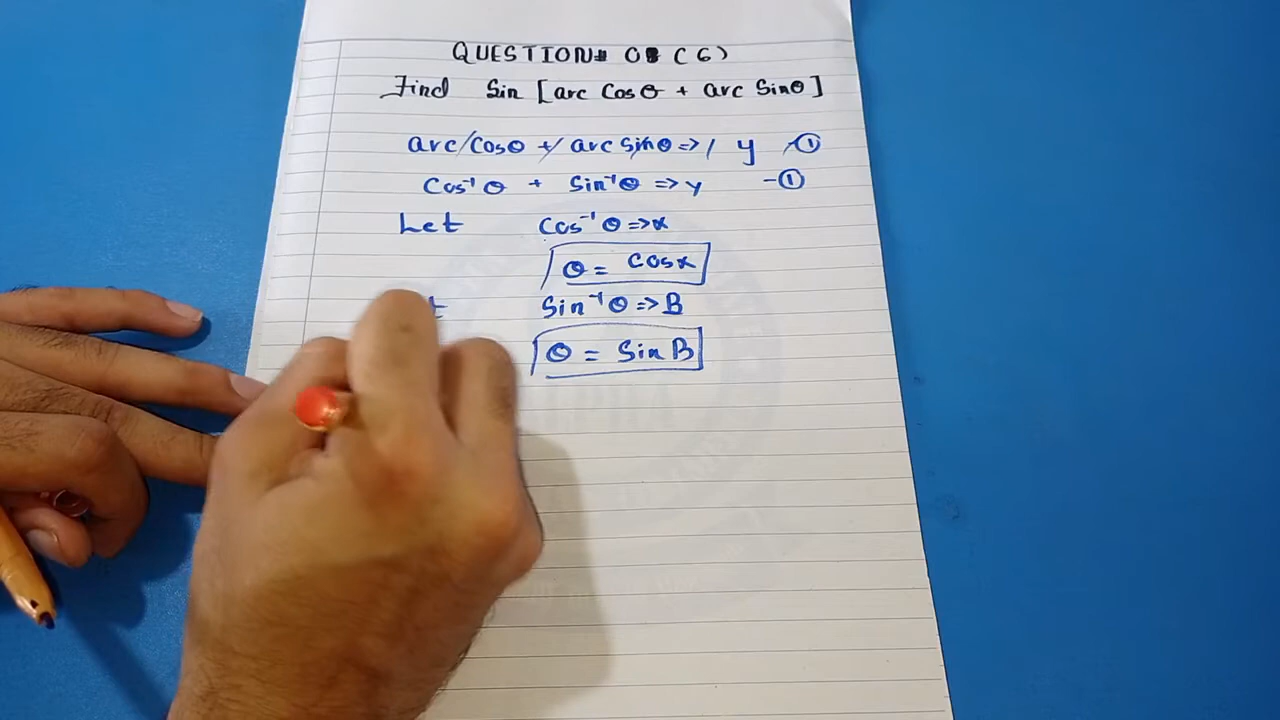 QUESTION# 08 (6)
Find Sin [arc Cosθ + arc Sinθ]
arc Cosθ + arc Sinθ => y -①
Cos⁻¹θ + Sin⁻¹θ => y -①
Let Cos⁻¹θ => α
θ = Cosα
Sin⁻¹θ => B
θ = Sin B